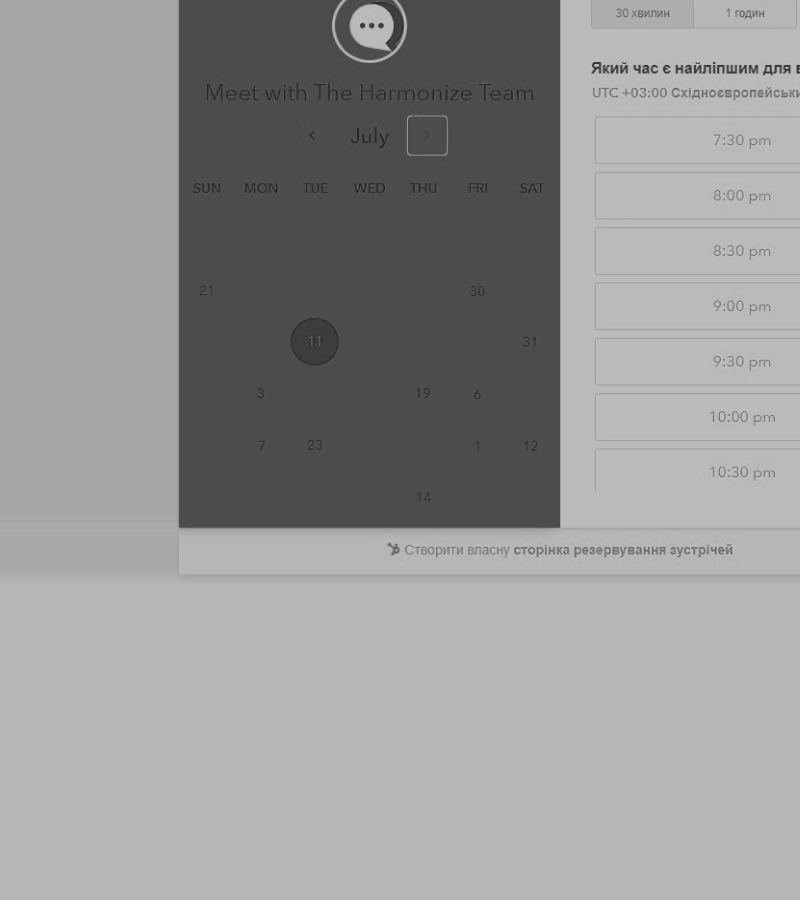 30 хвилин 1 годин
Meet with The Harmonize Team
July
SUN MON TUE WED THU FRI SAT
21 30
11 31
3 19 6
7 23 1 12
14
Який час є найліпшим для в
UTC +03:00 Східноєвропейськи
7:30 pm
8:00 pm
8:30 pm
9:00 pm
9:30 pm
10:00 pm
10:30 pm
Створити власну сторінка резервування зустрічей